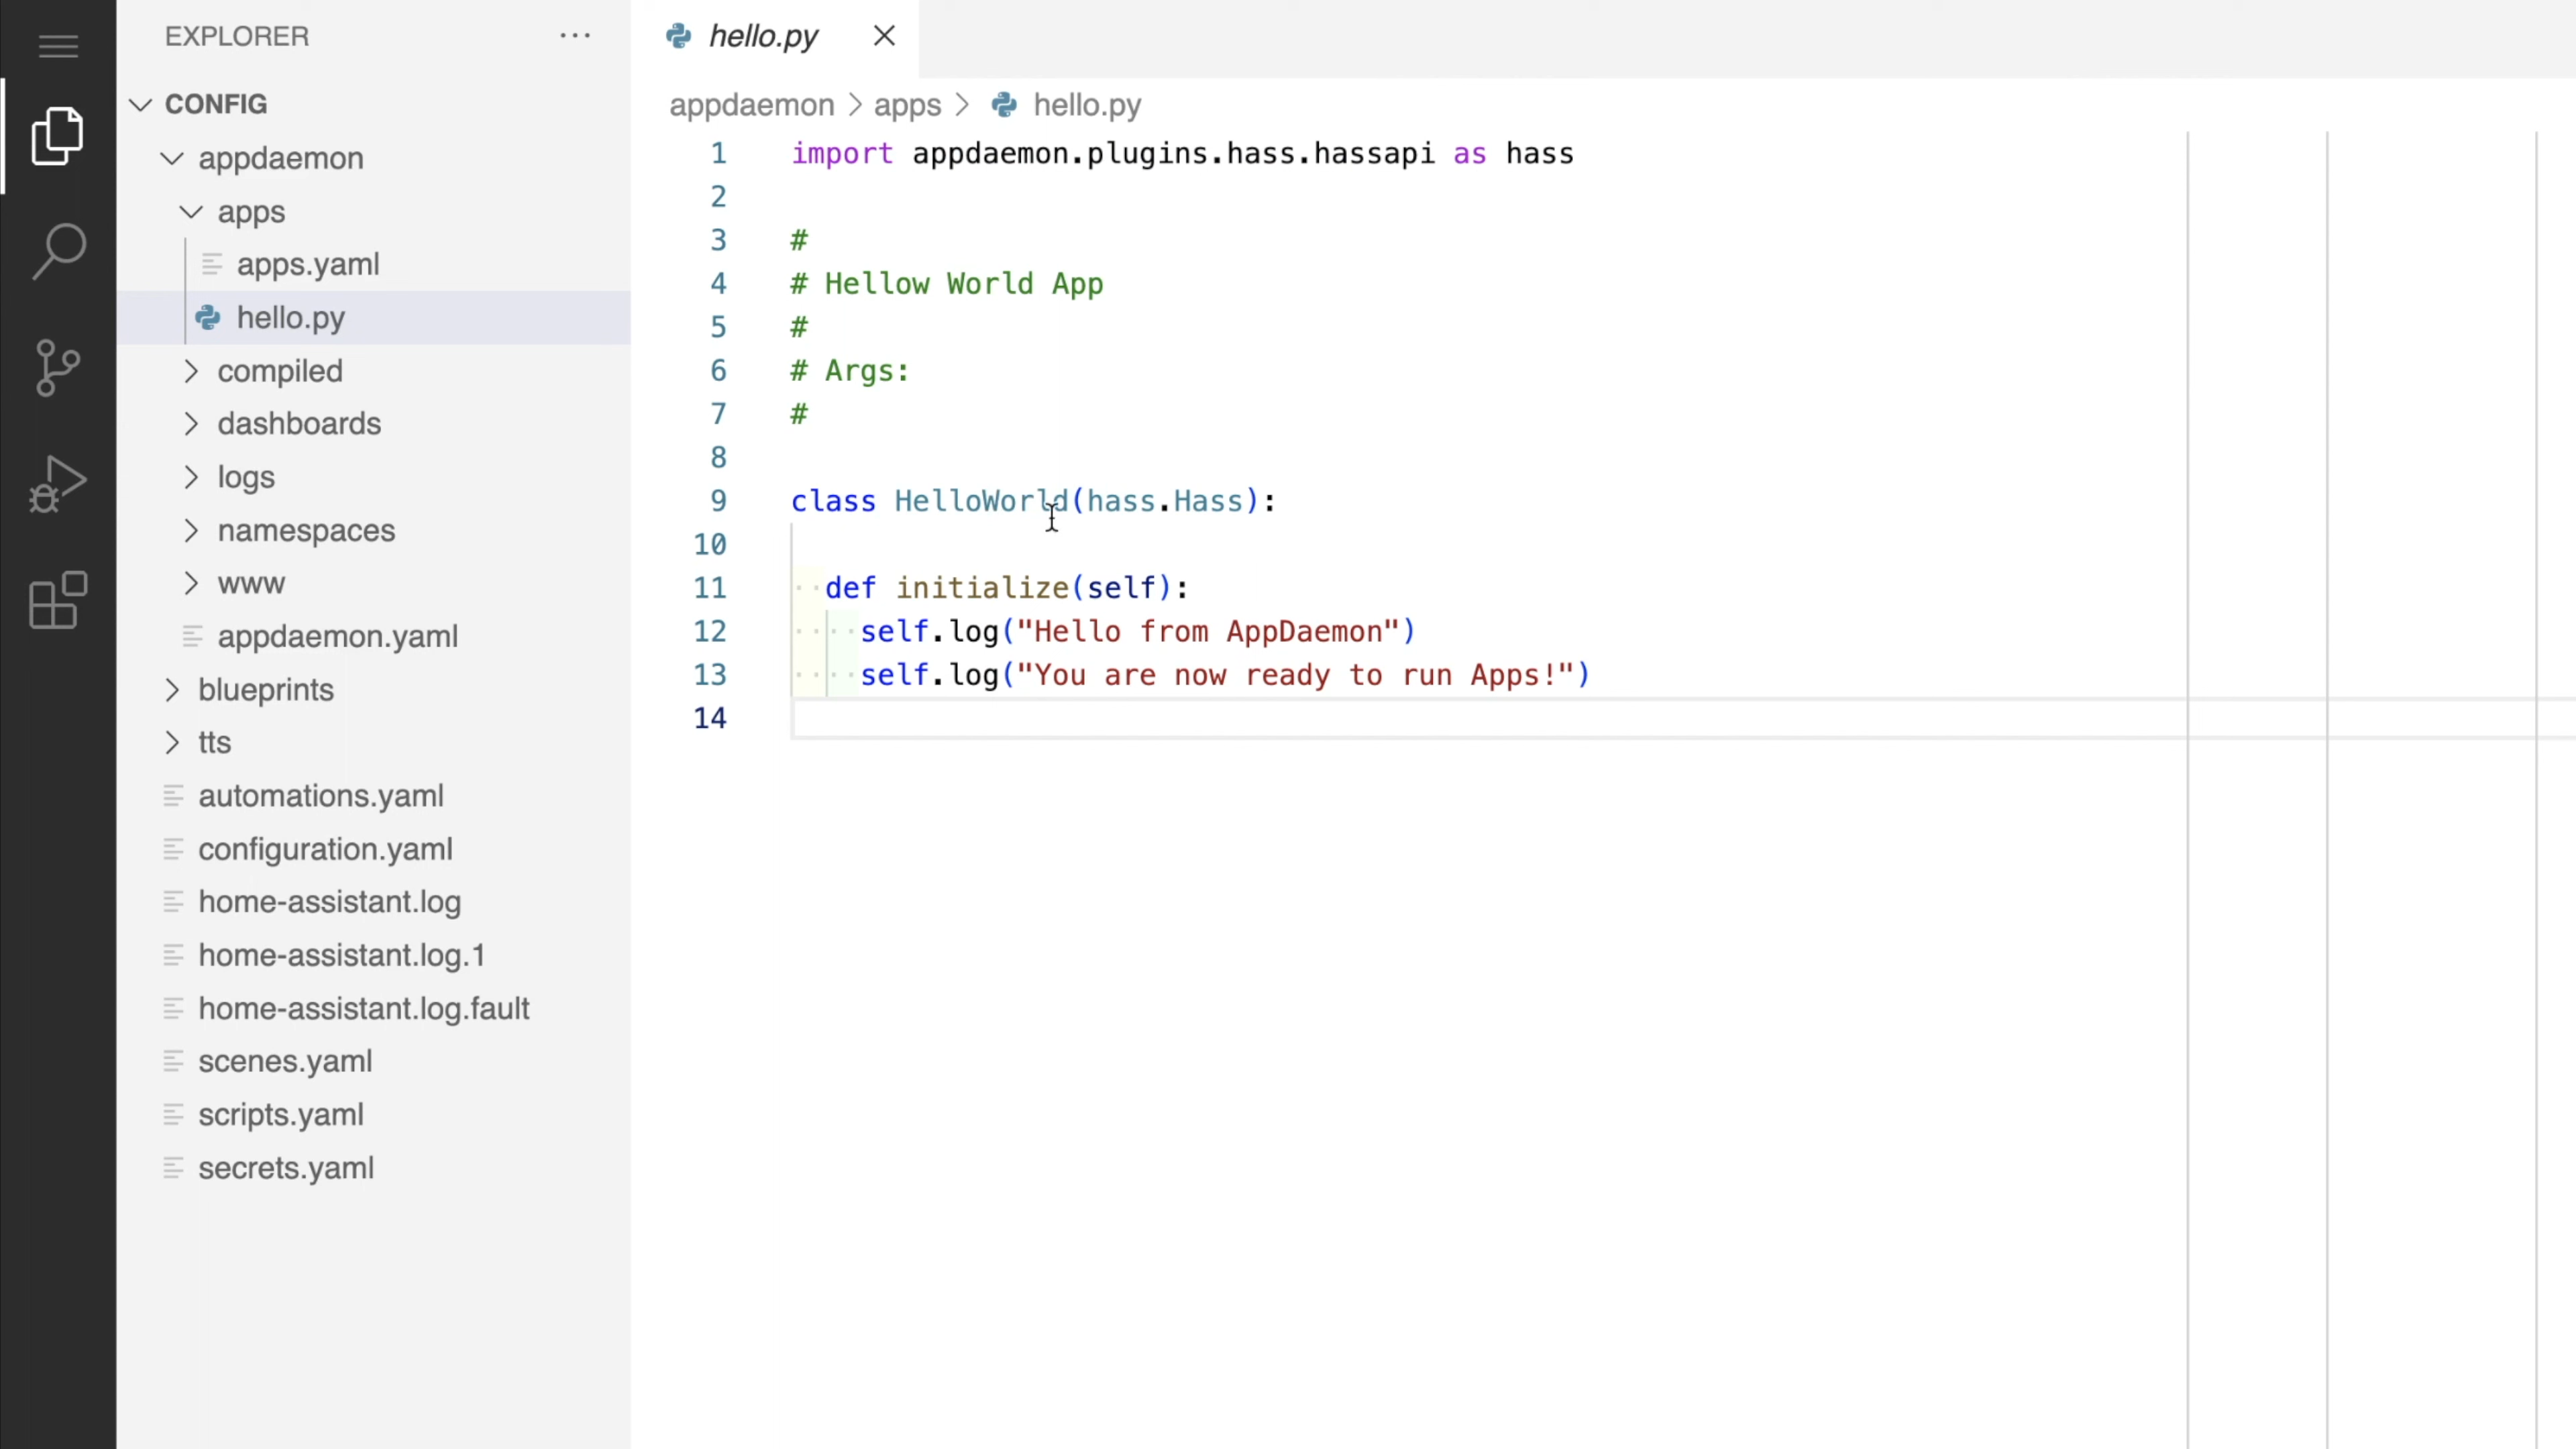 EXPLORER
CONFIG
appdaemon
apps
apps.yaml
hello.py
compiled
dashboards
logs
namespaces
www
appdaemon.yaml
blueprints
tts
automations.yaml
configuration.yaml
home-assistant.log
home-assistant.log.1
home-assistant.log.fault
scenes.yaml
scripts.yaml
secrets.yaml
hello.py
appdaemon > apps > hello.py
1 import appdaemon.plugins.hass.hassapi as hass
2
3 #
4 # Hellow World App
5 #
6 # Args:
7 #
8
9 class HelloWorld(hass.Hass):
10
11 def initialize(self):
12 self.log("Hello from AppDaemon")
13 self.log("You are now ready to run Apps!")
14